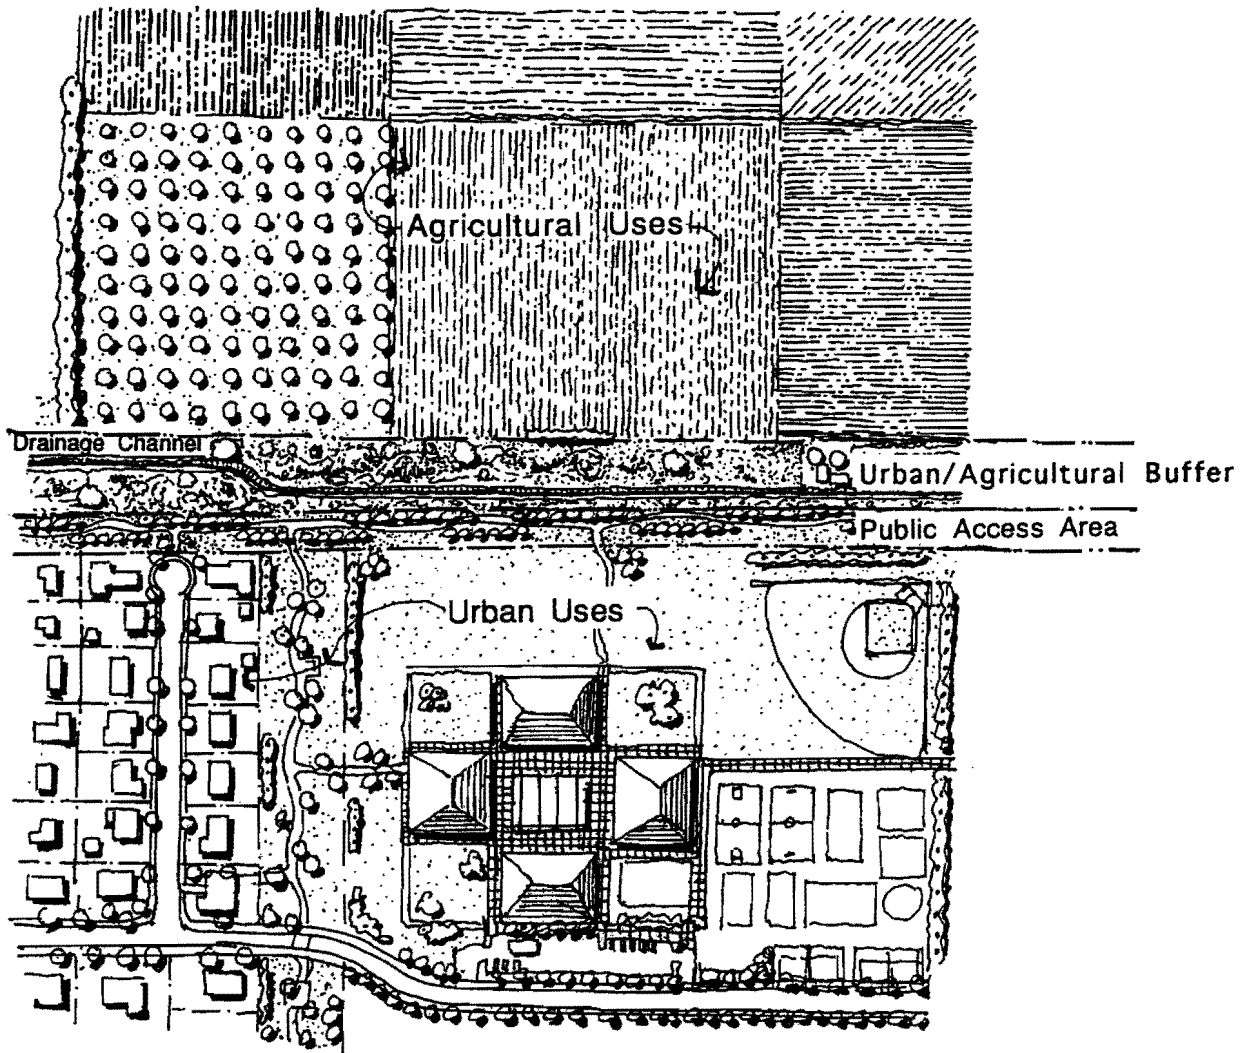 Agricultural Uses
Drainage Channel
Urban/Agricultural Buffer
Public Access Area
Urban Uses